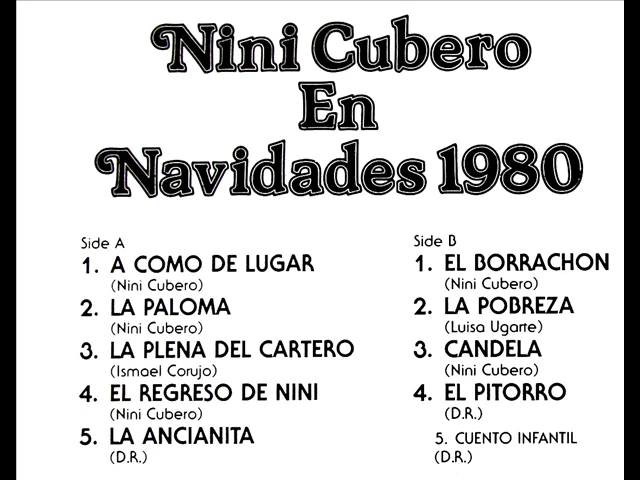 Nini Cubero
En
Navidades 1980
Side A
1. A COMO DE LUGAR
(Nini Cubero)
2. LA PALOMA
(Nini Cubero)
3. LA PLENA DEL CARTERO
(Ismael Corujo)
4. EL REGRESO DE NINI
(Nini Cubero)
5. LA ANCIANITA
(D.R.)
Side B
1. EL BORRACHON
(Nini Cubero)
2. LA POBREZA
(Luisa Ugarte)
3. CANDELA
(Nini Cubero)
4. EL PITORRO
(D.R.)
5. CUENTO INFANTIL
(D.R.)